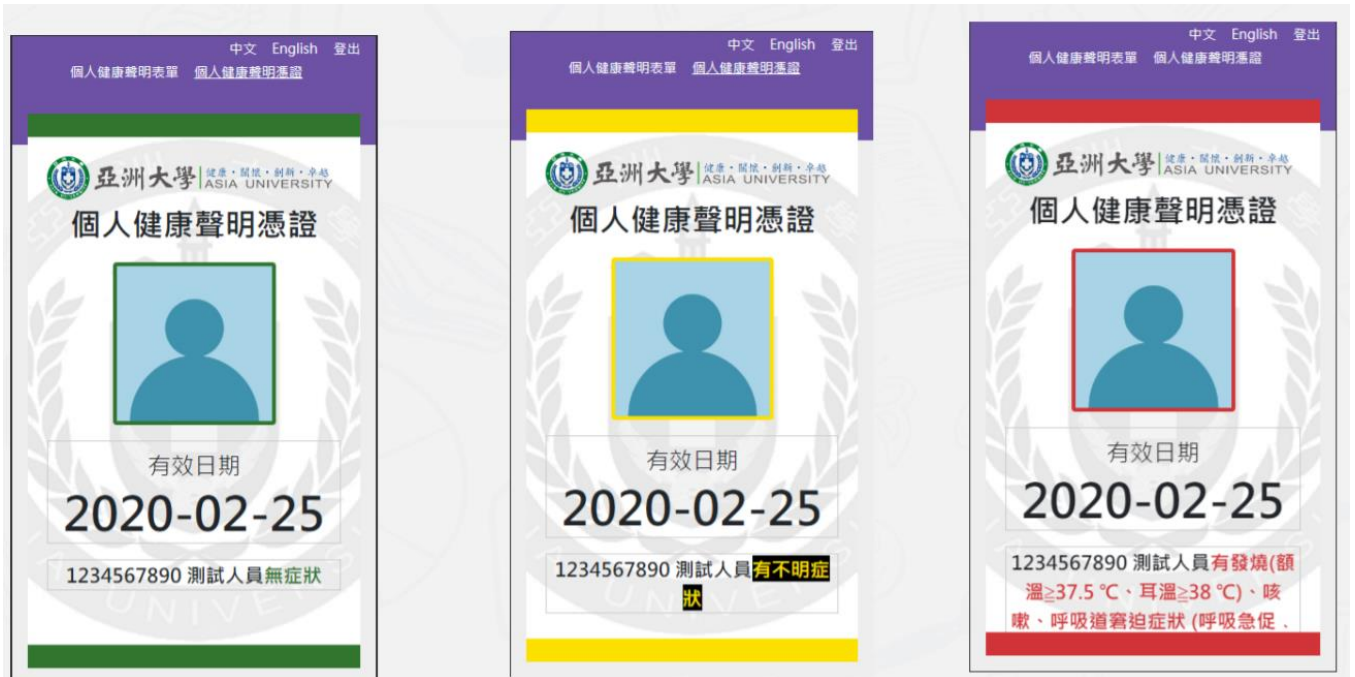 中文 English 登出
個人健康聲明表單 個人健康聲明憑證
亞洲大學 健康・關懷・創新・卓越
ASIA UNIVERSITY
個人健康聲明憑證
有效日期
2020-02-25
1234567890 測試人員無症狀
中文 English 登出
個人健康聲明表單 個人健康聲明憑證
亞洲大學 健康・關懷・創新・卓越
ASIA UNIVERSITY
個人健康聲明憑證
有效日期
2020-02-25
1234567890 測試人員有不明症
狀
中文 English 登出
個人健康聲明表單 個人健康聲明憑證
亞洲大學 健康・關懷・創新・卓越
ASIA UNIVERSITY
個人健康聲明憑證
有效日期
2020-02-25
1234567890 測試人員有發燒(額
溫≧37.5 ℃、耳溫≧38 ℃)、咳
嗽、呼吸道窘迫症狀 (呼吸急促﹒